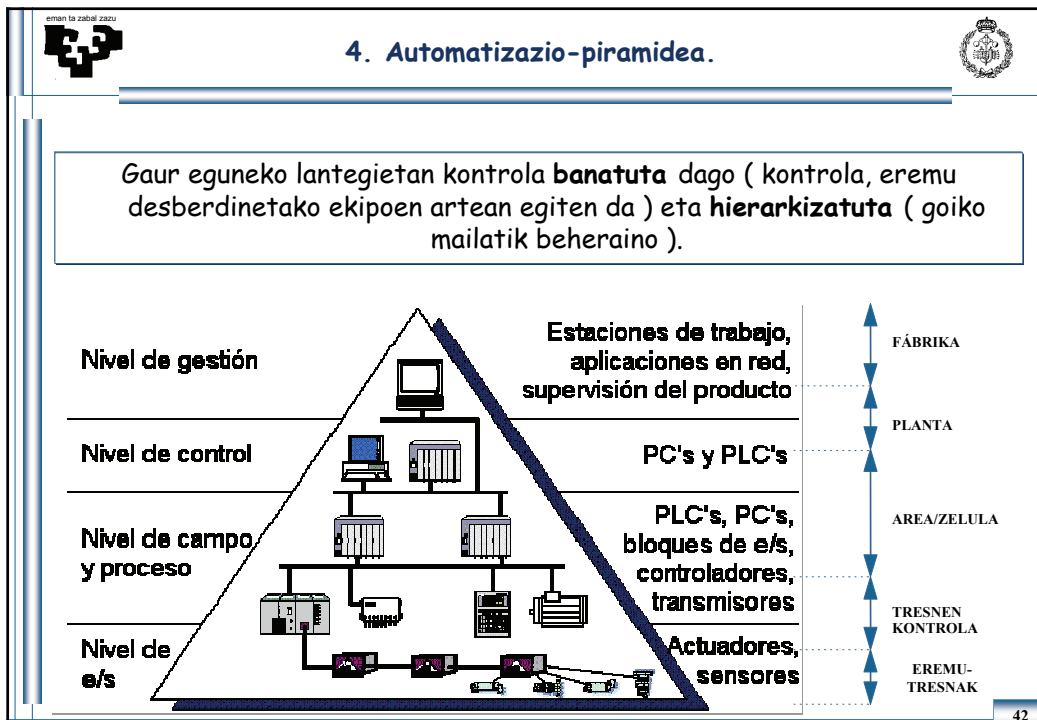 eman ta zabal zazu
4. Automatizazio-piramidea.
Gaur eguneko lantegietan kontrola banatuta dago ( kontrola, eremu
desberdinetako ekipoen artean egiten da ) eta hierarkizatuta ( goiko
mailatik beheraino ).
Nivel de gestión
Estaciones de trabajo,
aplicaciones en red,
supervisión del producto
FÁBRIKA
PLANTA
Nivel de control
PC's y PLC's
Nivel de campo
y proceso
PLC's, PC's,
bloques de e/s,
controladores,
transmisores
AREA/ZELULA
TRESNEN
KONTROLA
Nivel de
e/s
Actuadores,
sensores
EREMU-
TRESNAK
42